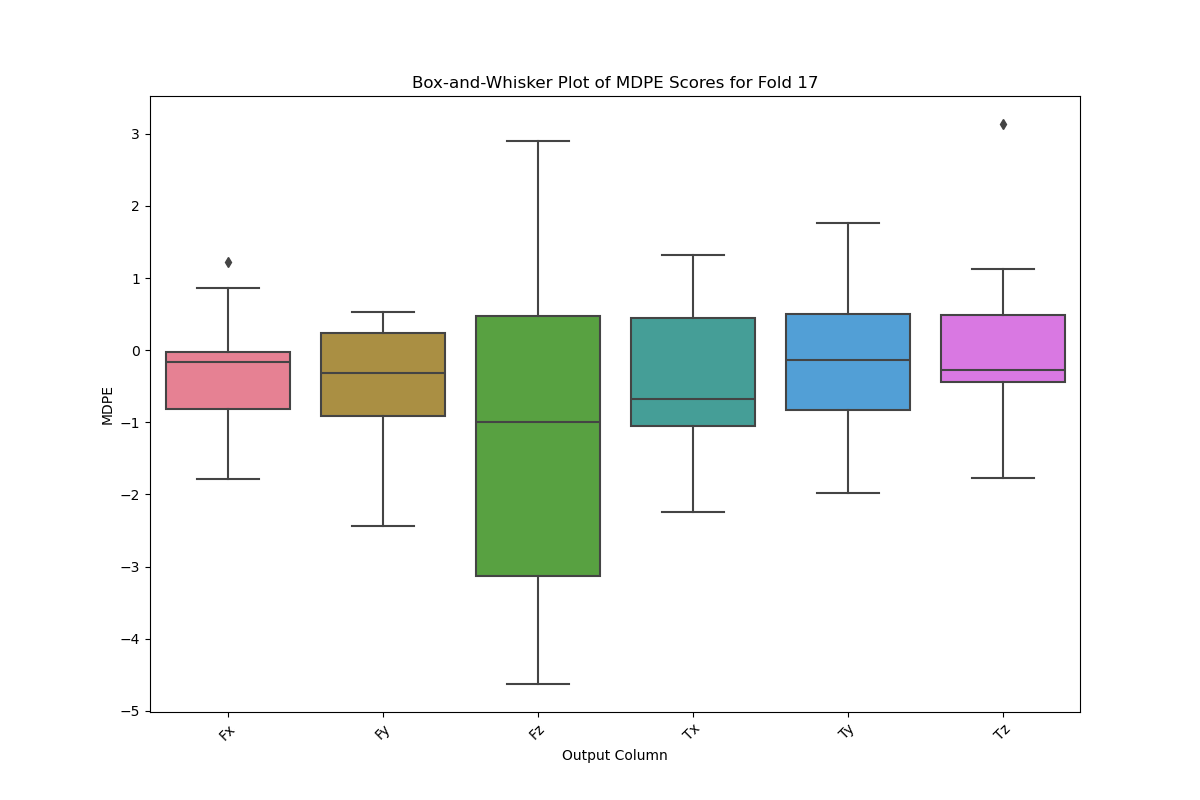 Box-and-Whisker Plot of MDPE Scores for Fold 17
MDPE
3
2
1
0
−1
−2
−3
−4
−5
Fx
Fy
Fz
Tx
Ty
Tz
Output Column